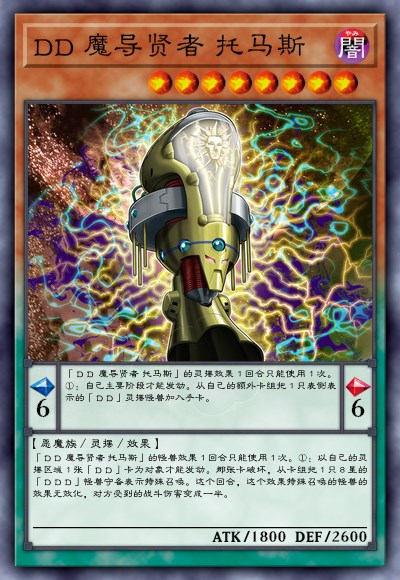 DD 魔导贤者 托马斯
やみ
闇
「DD 魔导贤者 托马斯」的灵摆效果1回合只能使用1次。
①：自己主要阶段才能发动。从自己的额外卡组把1只表侧表
示的「DD」灵摆怪兽加入手卡。
6
6
【恶魔族／灵摆／效果】
「DD 魔导贤者 托马斯」的怪兽效果1回合只能使用1次。①：以自己的灵
摆区域1张「DD」卡为对象才能发动。那张卡破坏，从卡组把1只8星的
「DDD」怪兽守备表示特殊召唤。这个回合，这个效果特殊召唤的怪兽的
效果无效化，对方受到的战斗伤害变成一半。
ATK/1800 DEF/2600